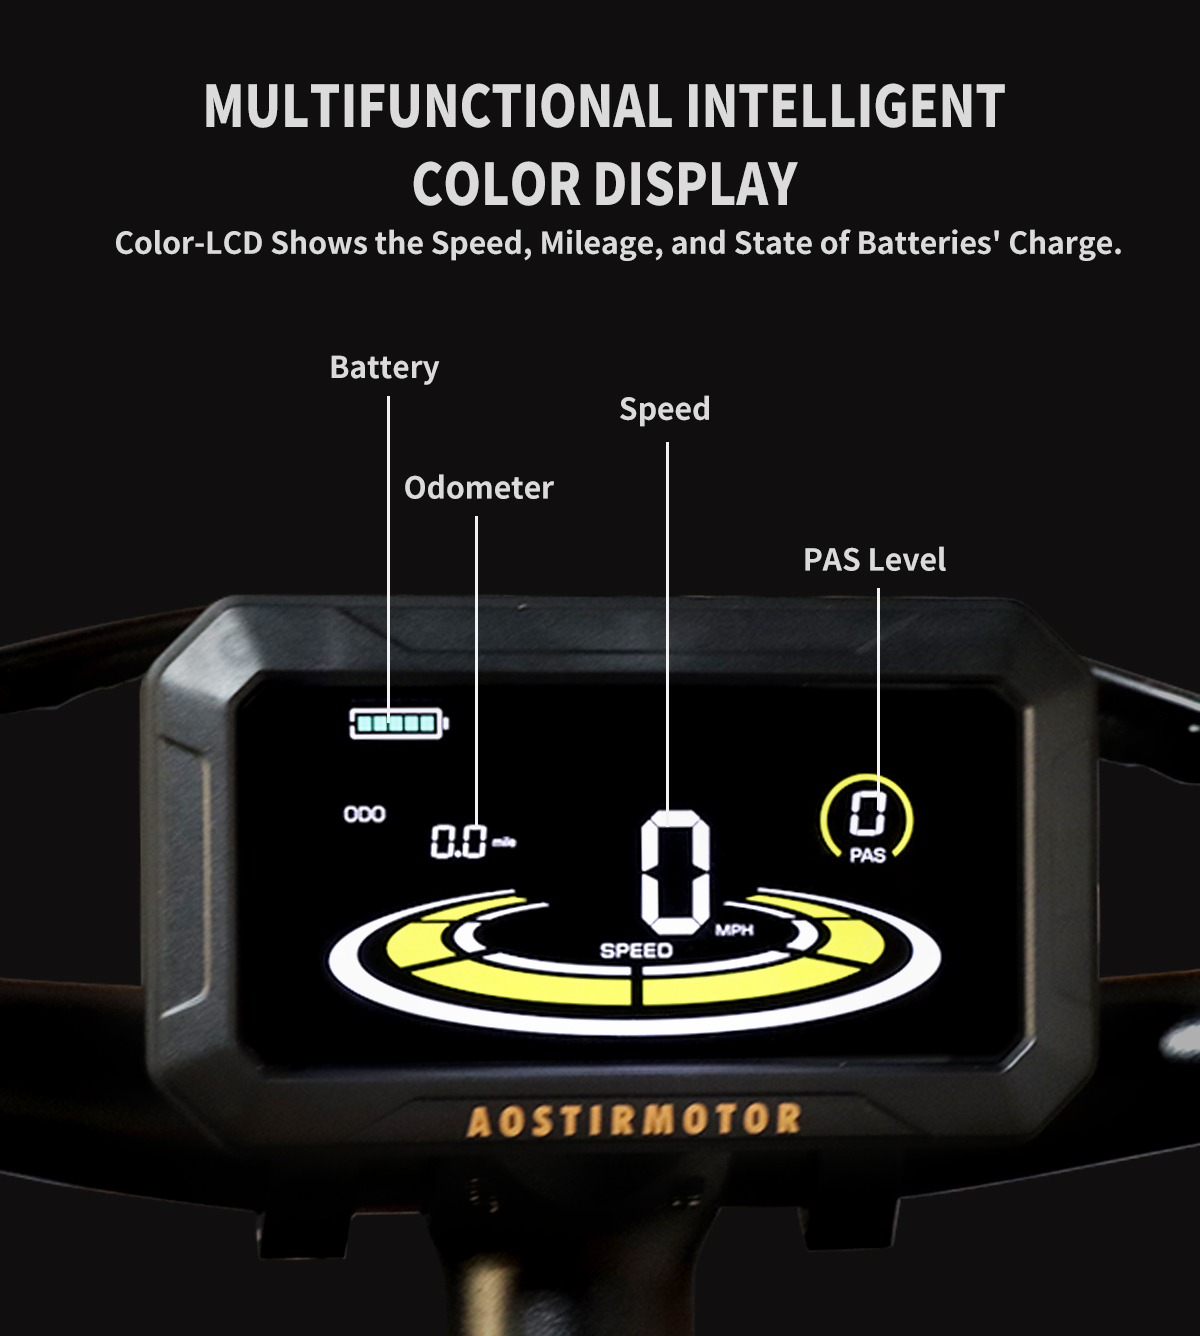 MULTIFUNCTIONAL INTELLIGENT
COLOR DISPLAY
Color-LCD Shows the Speed, Mileage, and State of Batteries' Charge.
Battery
Speed
Odometer
PAS Level
ODO
0.0 mile
0
MPH
SPEED
0
PAS
AOSTIRMOTOR